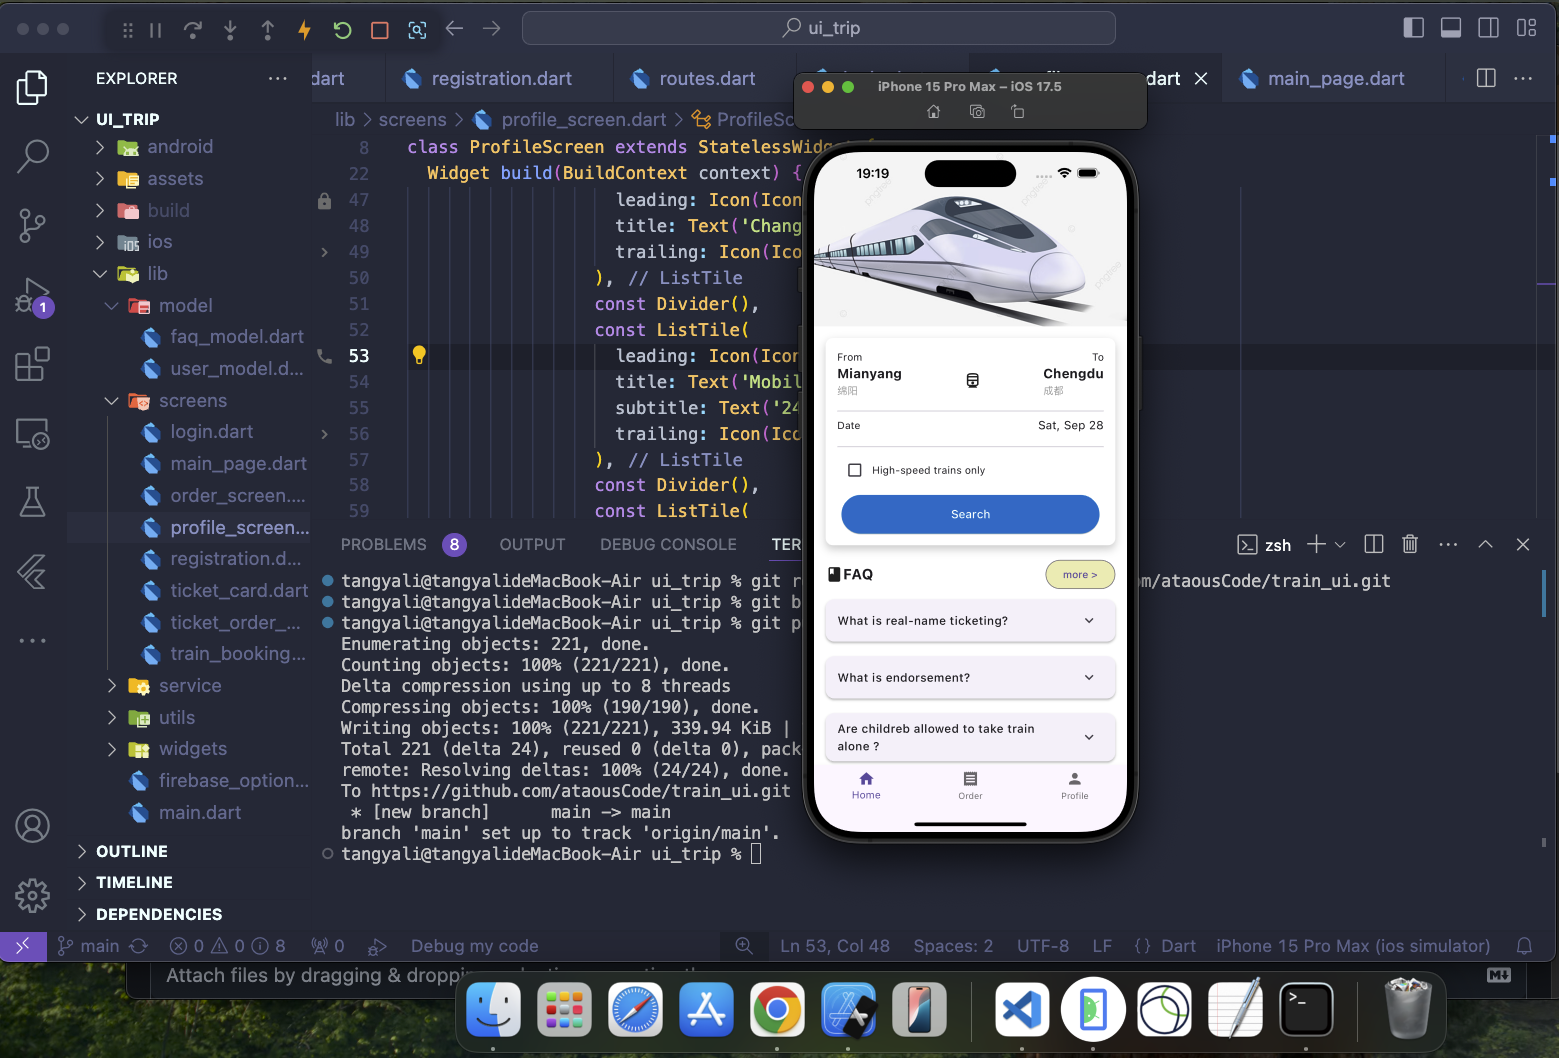 ui_trip
EXPLORER
UI_TRIP
android
assets
build
ios
lib
model
faq_model.dart
user_model.d...
screens
login.dart
main_page.dart
order_screen....
profile_screen...
registration.d...
ticket_card.dart
ticket_order_...
train_booking...
service
utils
widgets
firebase_option...
main.dart
OUTLINE
TIMELINE
DEPENDENCIES
1
dart
registration.dart
routes.dart
dart
main_page.dart
lib > screens > profile_screen.dart > ProfileSc
8 class ProfileScreen extends StatelessWidg
22 Widget build(BuildContext context) {
47 leading: Icon(Icon
48 title: Text('Chang
49 trailing: Icon(Ico
50 ), // ListTile
51 const Divider(),
52 const ListTile(
53 leading: Icon(Icon
54 title: Text('Mobil
55 subtitle: Text('24
56 trailing: Icon(Ico
57 ), // ListTile
58 const Divider(),
59 const ListTile(
PROBLEMS 8 OUTPUT DEBUG CONSOLE TER
zsh
tangyali@tangyalideMacBook-Air ui_trip % git r om/ataousCode/train_ui.git
tangyali@tangyalideMacBook-Air ui_trip % git b
tangyali@tangyalideMacBook-Air ui_trip % git p
Enumerating objects: 221, done.
Counting objects: 100% (221/221), done.
Delta compression using up to 8 threads
Compressing objects: 100% (190/190), done.
Writing objects: 100% (221/221), 339.94 KiB |
Total 221 (delta 24), reused 0 (delta 0), pack
remote: Resolving deltas: 100% (24/24), done.
To https://github.com/ataousCode/train_ui.git
* [new branch] main -> main
branch 'main' set up to track 'origin/main'.
tangyali@tangyalideMacBook-Air ui_trip %
iPhone 15 Pro Max – iOS 17.5
19:19
pngtree
From To
Mianyang Chengdu
绵阳 成都
Date Sat, Sep 28
High-speed trains only
Search
FAQ more >
What is real-name ticketing?
What is endorsement?
Are childreb allowed to take train
alone ?
Home Order Profile
main 0 0 8 0 Debug my code Ln 53, Col 48 Spaces: 2 UTF-8 LF {} Dart iPhone 15 Pro Max (ios simulator)
Attach files by dragging & dropping